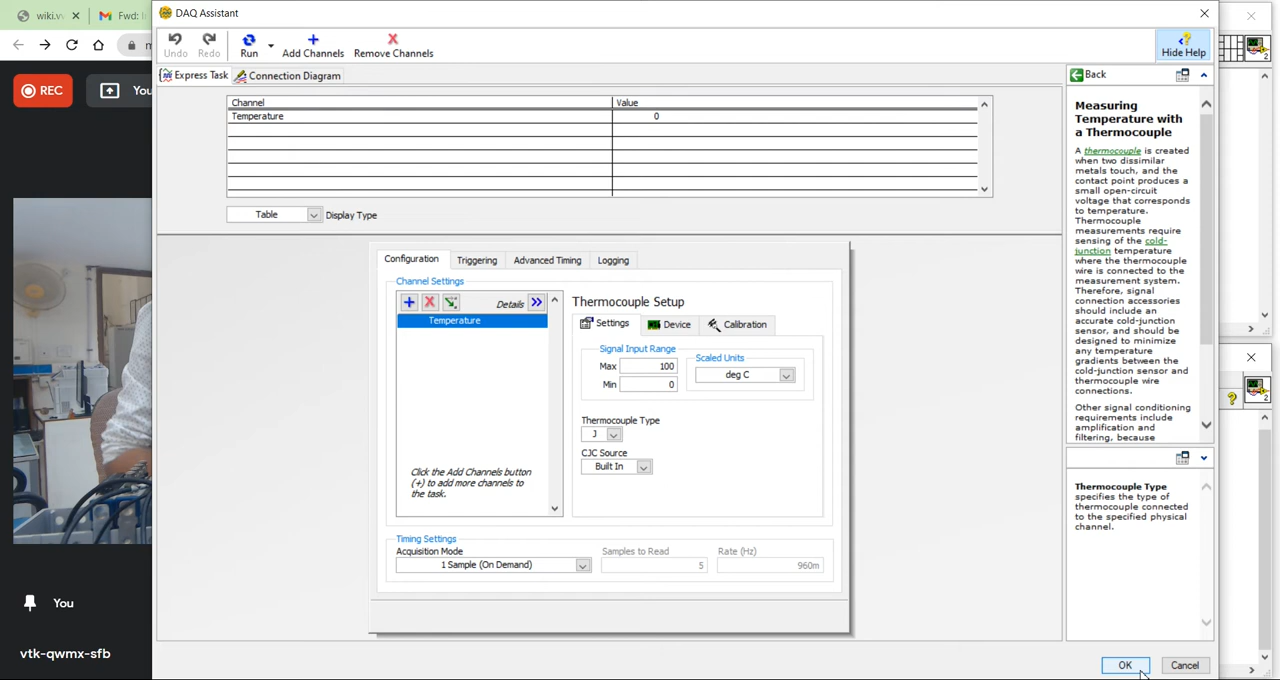 wiki.v
Fwd:
DAQ Assistant
Undo
Redo
Run
Add Channels
Remove Channels
Hide Help
Express Task
Connection Diagram
Back
REC
You
Channel
Value
Temperature
0
Table
Display Type
Measuring
Temperature with
a Thermocouple
A thermocouple is created
when two dissimilar
metals touch, and the
contact point produces a
small open-circuit
voltage that corresponds
to temperature.
Thermocouple
measurements require
sensing of the cold-
junction temperature
where the thermocouple
wire is connected to the
measurement system.
Therefore, signal
connection accessories
should include an
accurate cold-junction
sensor, and should be
designed to minimize
any temperature
gradients between the
cold-junction sensor and
thermocouple wire
connections.
Other signal conditioning
requirements include
amplification and
filtering, because
Configuration
Triggering
Advanced Timing
Logging
Channel Settings
Details
Temperature
Click the Add Channels button
(+) to add more channels to
the task.
Thermocouple Setup
Settings
Device
Calibration
Signal Input Range
Max
100
Min
0
Scaled Units
deg C
Thermocouple Type
J
CJC Source
Built In
Timing Settings
Acquisition Mode
1 Sample (On Demand)
Samples to Read
5
Rate (Hz)
960m
Thermocouple Type
specifies the type of
thermocouple connected
to the specified physical
channel.
You
vtk-qwmx-sfb
OK
Cancel